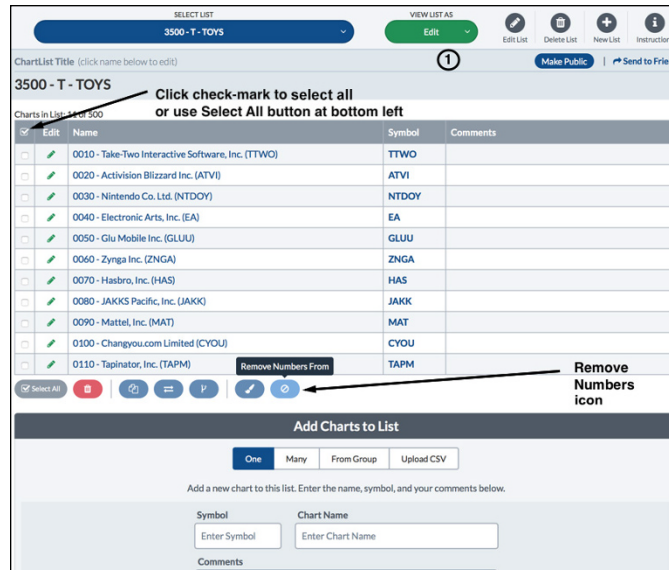 SELECT LIST
VIEW LIST AS
3500 - T - TOYS
Edit
Edit List
Delete List
New List
Instruction
1
ChartList Title (click name below to edit)
Make Public | Send to Frie
3500 - T - TOYS
Click check-mark to select all
or use Select All button at bottom left
Charts in List: 11 of 500
Edit Name Symbol Comments
0010 - Take-Two Interactive Software, Inc. (TTWO) TTWO
0020 - Activision Blizzard Inc. (ATVI) ATVI
0030 - Nintendo Co. Ltd. (NTDOY) NTDOY
0040 - Electronic Arts, Inc. (EA) EA
0050 - Glu Mobile Inc. (GLUU) GLUU
0060 - Zynga Inc. (ZNGA) ZNGA
0070 - Hasbro, Inc. (HAS) HAS
0080 - JAKKS Pacific, Inc. (JAKK) JAKK
0090 - Mattel, Inc. (MAT) MAT
0100 - Changyou.com Limited (CYOU) CYOU
0110 - Tapinator, Inc. (TAPM) TAPM
Remove Numbers From
Select All
Remove
Numbers
icon
Add Charts to List
One Many From Group Upload CSV
Add a new chart to this list. Enter the name, symbol, and your comments below.
Symbol Chart Name
Enter Symbol Enter Chart Name
Comments